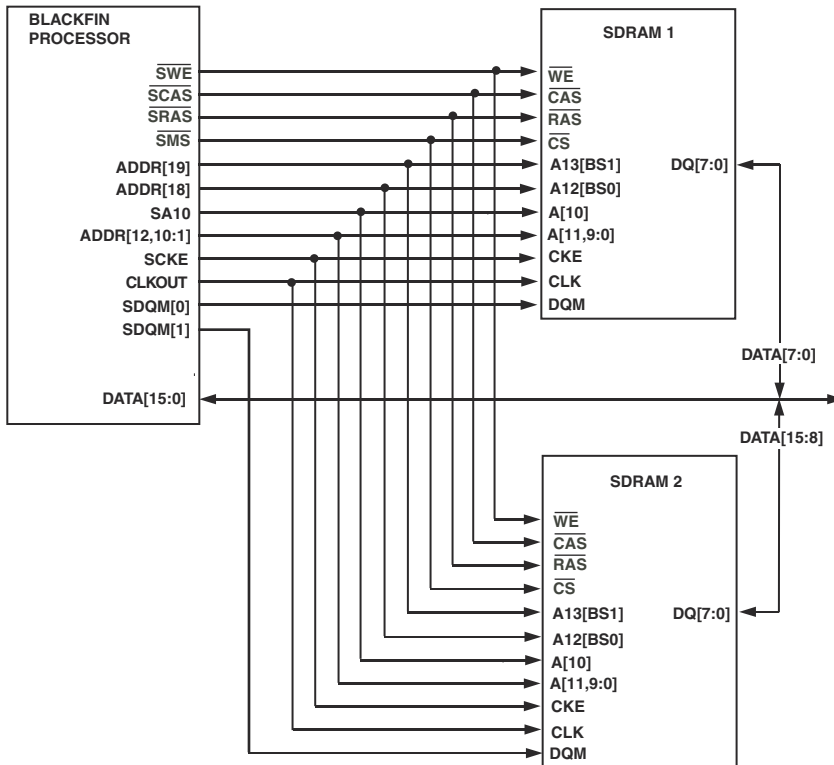 BLACKFIN
PROCESSOR
SWE
SCAS
SRAS
SMS
ADDR[19]
ADDR[18]
SA10
ADDR[12,10:1]
SCKE
CLKOUT
SDQM[0]
SDQM[1]
DATA[15:0]
SDRAM 1
WE
CAS
RAS
CS
A13[BS1]
A12[BS0]
A[10]
A[11,9:0]
CKE
CLK
DQM
DQ[7:0]
DATA[7:0]
DATA[15:8]
SDRAM 2
WE
CAS
RAS
CS
A13[BS1]
A12[BS0]
A[10]
A[11,9:0]
CKE
CLK
DQM
DQ[7:0]